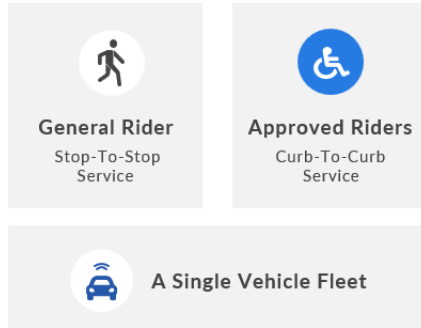 General Rider
Stop-To-Stop
Service
Approved Riders
Curb-To-Curb
Service
A Single Vehicle Fleet